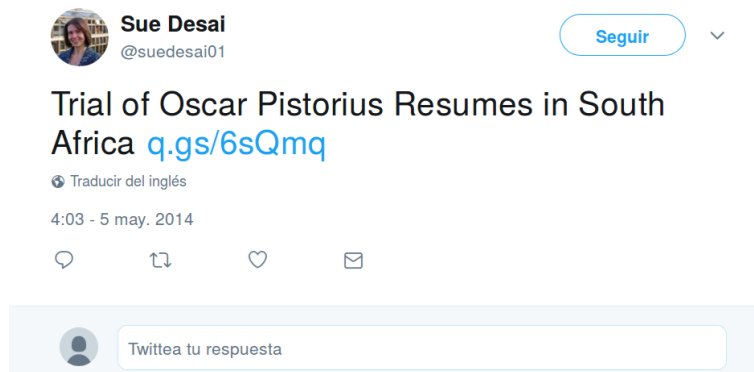 Sue Desai
@suedesai01
Seguir
Trial of Oscar Pistorius Resumes in South
Africa q.gs/6sQmq
Traducir del inglés
4:03 - 5 may. 2014
Twittea tu respuesta